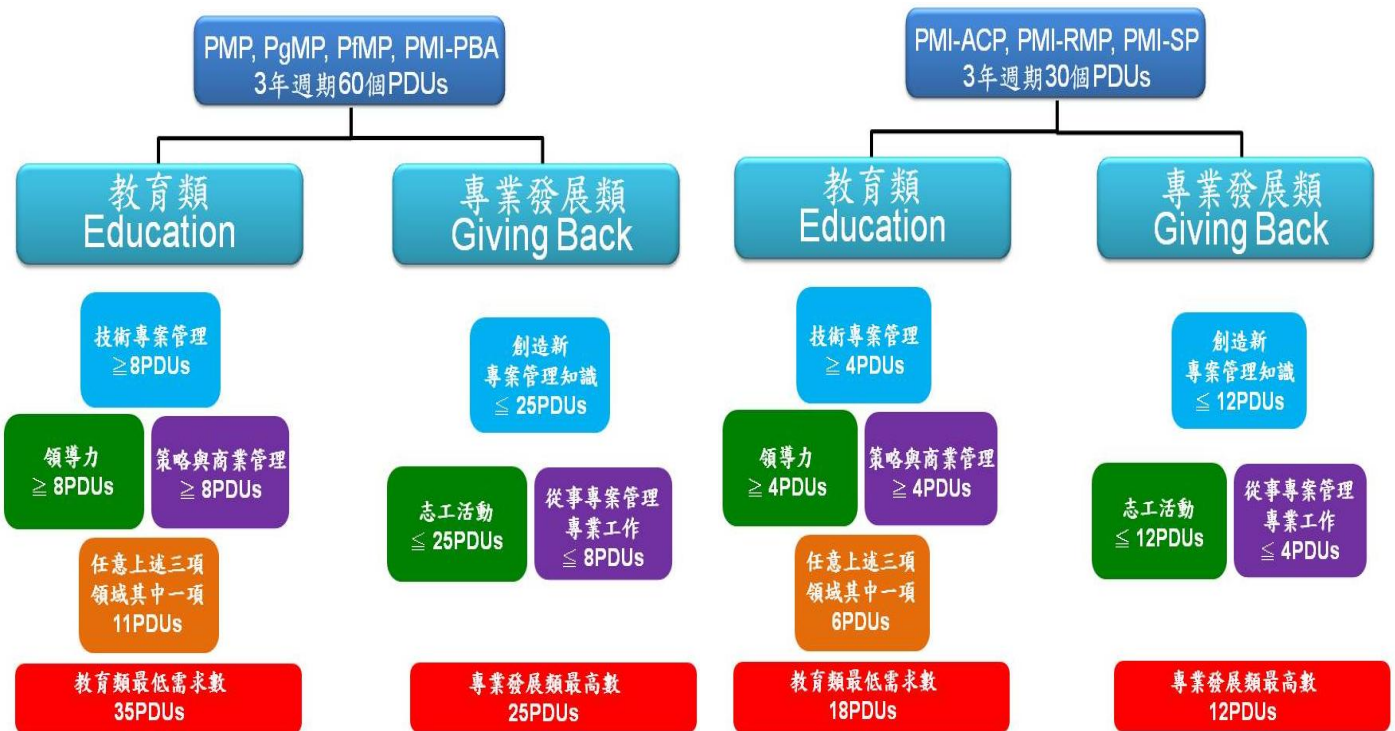 PMP, PgMP, PfMP, PMI-PBA
3年週期60個PDUs
教育類
Education
專業發展類
Giving Back
技術專案管理
≧8PDUs
領導力
≧ 8PDUs
策略與商業管理
≧ 8PDUs
任意上述三項
領域其中一項
11PDUs
教育類最低需求數
35PDUs
創造新
專案管理知識
≦ 25PDUs
志工活動
≦ 25PDUs
從事專案管理
專業工作
≦ 8PDUs
專業發展類最高數
25PDUs
PMI-ACP, PMI-RMP, PMI-SP
3年週期30個PDUs
教育類
Education
專業發展類
Giving Back
技術專案管理
≧ 4PDUs
領導力
≧ 4PDUs
策略與商業管理
≧ 4PDUs
任意上述三項
領域其中一項
6PDUs
教育類最低需求數
18PDUs
創造新
專案管理知識
≦ 12PDUs
志工活動
≦ 12PDUs
從事專案管理
專業工作
≦ 4PDUs
專業發展類最高數
12PDUs